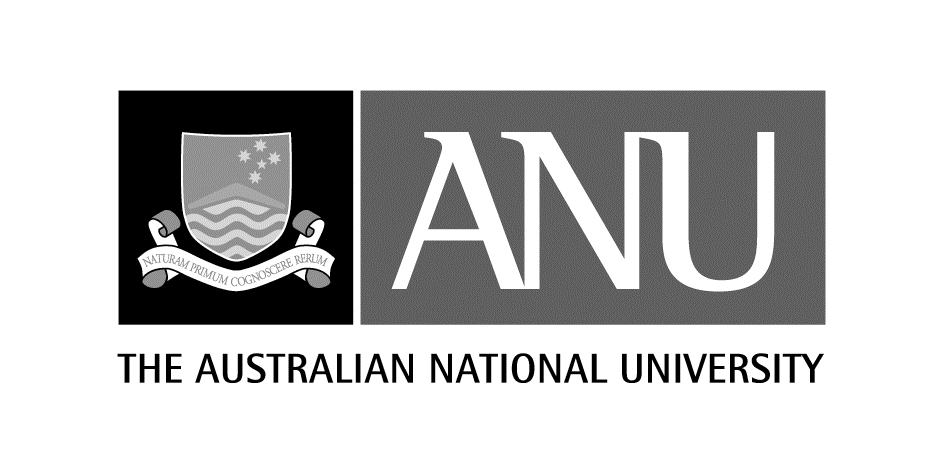 NATURAM PRIMUM COGNOSCERE RERUM
ANU
THE AUSTRALIAN NATIONAL UNIVERSITY